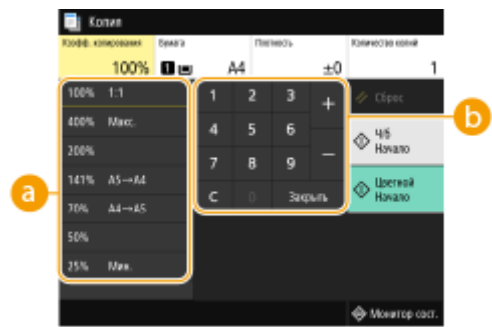 Копия
Коэфф. копирования Бумага Плотность Количество копий
100% 1 A4 ±0 1
100% 1:1
400% Макс.
200%
141% A5→A4
70% A4→A5
50%
25% Мин.
1 2 3 +
4 5 6
7 8 9 —
C 0 Закрыть
Сброс
Ч/б
Начало
Цветной
Начало
Монитор сост.
a
b